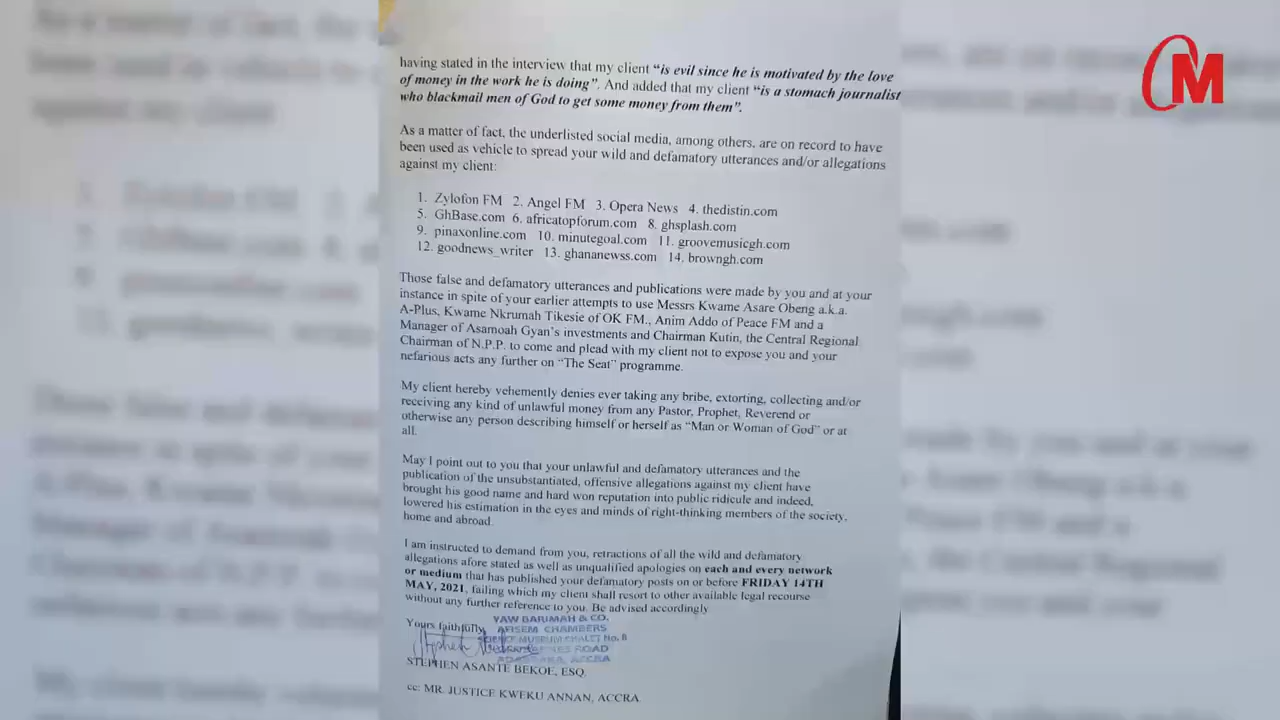 having stated in the interview that my client "is evil since he is motivated by the love
of money in the work he is doing". And added that my client "is a stomach journalist
who blackmail men of God to get some money from them".
As a matter of fact, the underlisted social media, among others, are on record to have
been used as vehicle to spread your wild and defamatory utterances and/or allegations
against my client:
1. Zylofon FM 2. Angel FM 3. Opera News 4. thedistin.com
5. GhBase.com 6. africatopforum.com 8. ghsplash.com
9. pinaxonline.com 10. minutegoal.com 11. groovemusicgh.com
12. goodnews_writer 13. ghananewss.com 14. browngh.com
Those false and defamatory utterances and publications were made by you and at your
instance in spite of your earlier attempts to use Messrs Kwame Asare Obeng a.k.a.
A-Plus, Kwame Nkrumah Tikesie of OK FM., Anim Addo of Peace FM and a
Manager of Asamoah Gyan's investments and Chairman Kutin, the Central Regional
Chairman of N.P.P. to come and plead with my client not to expose you and your
nefarious acts any further on "The Seat" programme.
My client hereby vehemently denies ever taking any bribe, extorting, collecting and/or
receiving any kind of unlawful money from any Pastor, Prophet, Reverend or
otherwise any person describing himself or herself as "Man or Woman of God" or at
all.
May I point out to you that your unlawful and defamatory utterances and the
publication of the unsubstantiated, offensive allegations against my client have
brought his good name and hard won reputation into public ridicule and indeed,
lowered his estimation in the eyes and minds of right-thinking members of the society,
home and abroad.
I am instructed to demand from you, retractions of all the wild and defamatory
allegations afore stated as well as unqualified apologies on each and every network
or medium that has published your defamatory posts on or before FRIDAY 14TH
MAY, 2021, failing which my client shall resort to other available legal recourse
without any further reference to you. Be advised accordingly
Yours faithfully,
YAW BARIMAH & CO.
AFISEM CHAMBERS
MUSEUM CHALET No. 8
ROAD
ACCRA
STEPHEN ASANTE BEKOE, ESQ.
cc: MR. JUSTICE KWEKU ANNAN, ACCRA
M